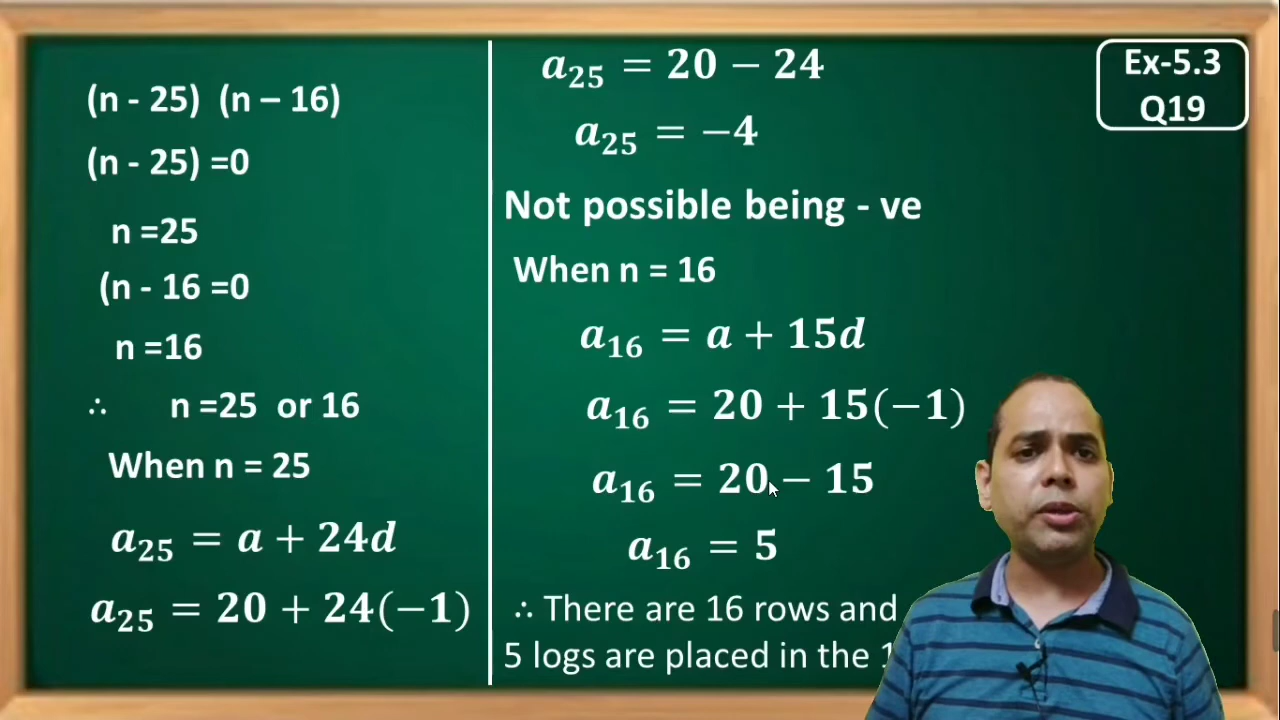 (n - 25) (n – 16)
(n - 25) =0
n =25
(n - 16 =0
n =16
∴ n =25 or 16
When n = 25
a₂₅ = a + 24d
a₂₅ = 20 + 24(−1)
a₂₅ = 20 − 24
a₂₅ = −4
Not possible being - ve
When n = 16
a₁₆ = a + 15d
a₁₆ = 20 + 15(−1)
a₁₆ = 20 − 15
a₁₆ = 5
∴ There are 16 rows and
5 logs are placed in the
Ex-5.3
Q19